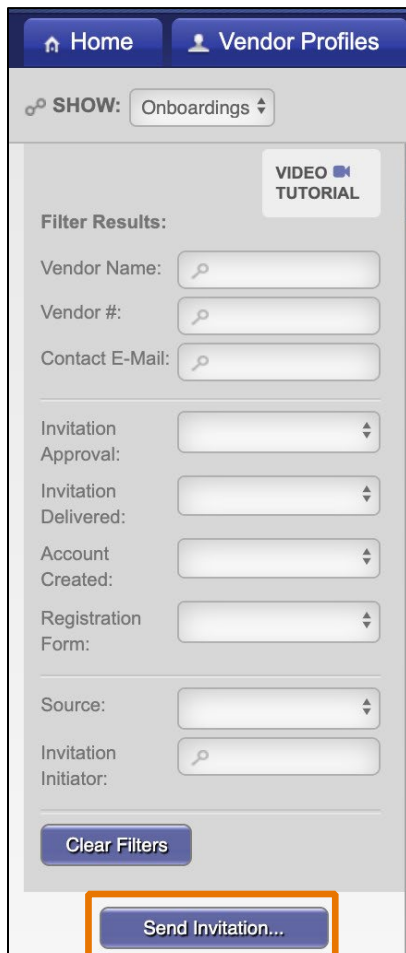 Home Vendor Profiles
SHOW: Onboardings
VIDEO
TUTORIAL
Filter Results:
Vendor Name:
Vendor #:
Contact E-Mail:
Invitation
Approval:
Invitation
Delivered:
Account
Created:
Registration
Form:
Source:
Invitation
Initiator:
Clear Filters
Send Invitation...